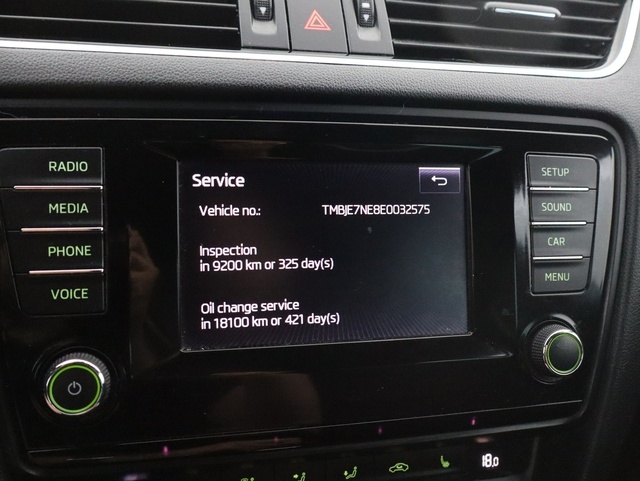 RADIO
MEDIA
PHONE
VOICE
Service
Vehicle no.: TMBJE7NE8E0032575
Inspection
in 9200 km or 325 day(s)
Oil change service
in 18100 km or 421 day(s)
SETUP
SOUND
CAR
MENU
18.0